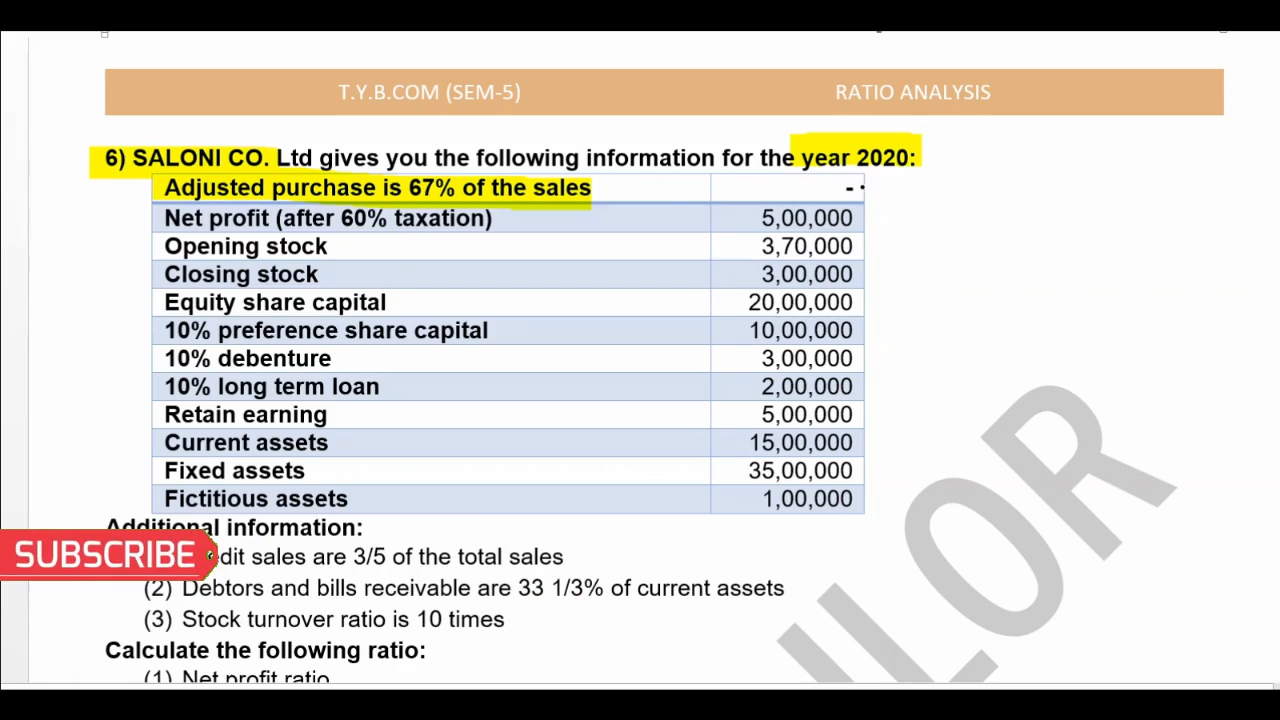 T.Y.B.COM (SEM-5) RATIO ANALYSIS
6) SALONI CO. Ltd gives you the following information for the year 2020:
Adjusted purchase is 67% of the sales -
Net profit (after 60% taxation) 5,00,000
Opening stock 3,70,000
Closing stock 3,00,000
Equity share capital 20,00,000
10% preference share capital 10,00,000
10% debenture 3,00,000
10% long term loan 2,00,000
Retain earning 5,00,000
Current assets 15,00,000
Fixed assets 35,00,000
Fictitious assets 1,00,000
Additional information:
SUBSCRIBE
sales are 3/5 of the total sales
(2) Debtors and bills receivable are 33 1/3% of current assets
(3) Stock turnover ratio is 10 times
Calculate the following ratio:
(1) Net profit ratio